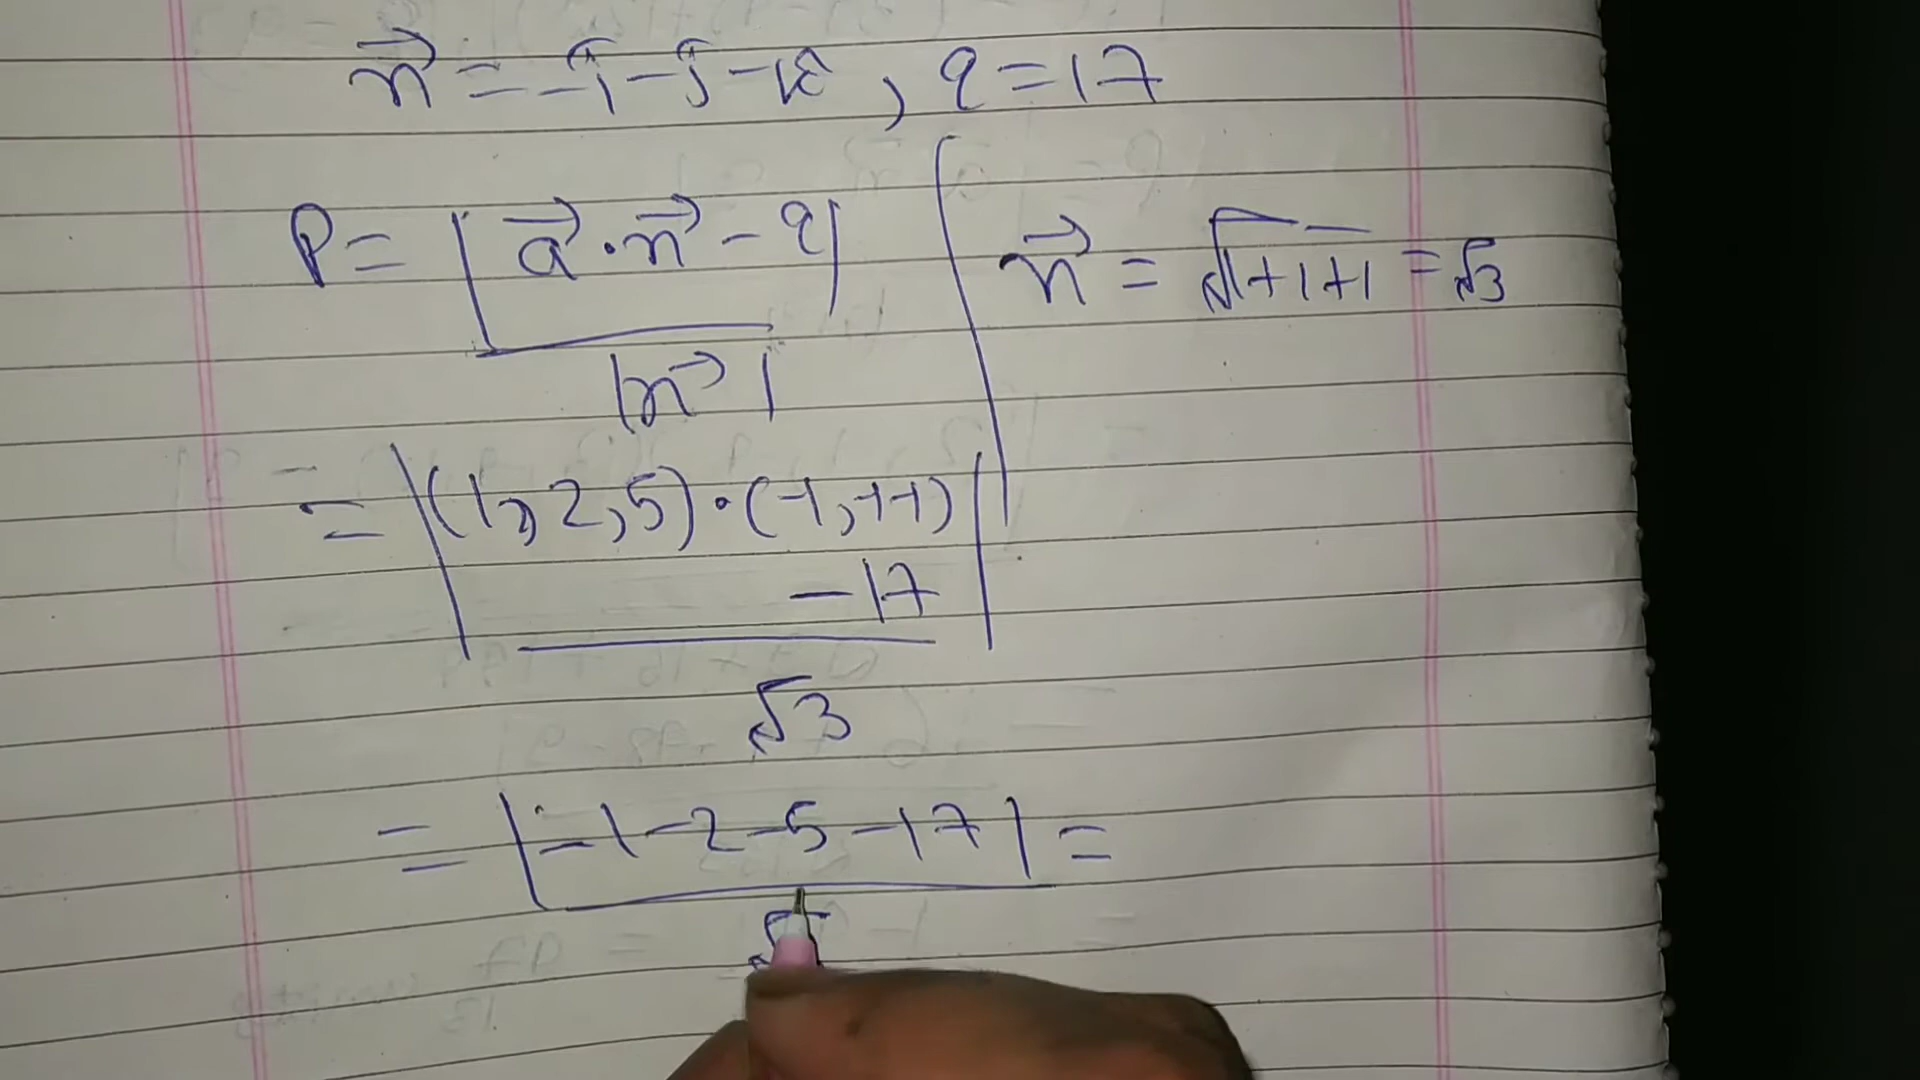 n⃗ = -î - ĵ - k̂, q = 17
P = |a⃗ · n⃗ - q|
|n⃗|
n⃗ = √1+1+1 = √3
= |(1, 2, 5) · (-1, -1 -1)
- 17|
√3
= |-1 - 2 - 5 - 17| =
√